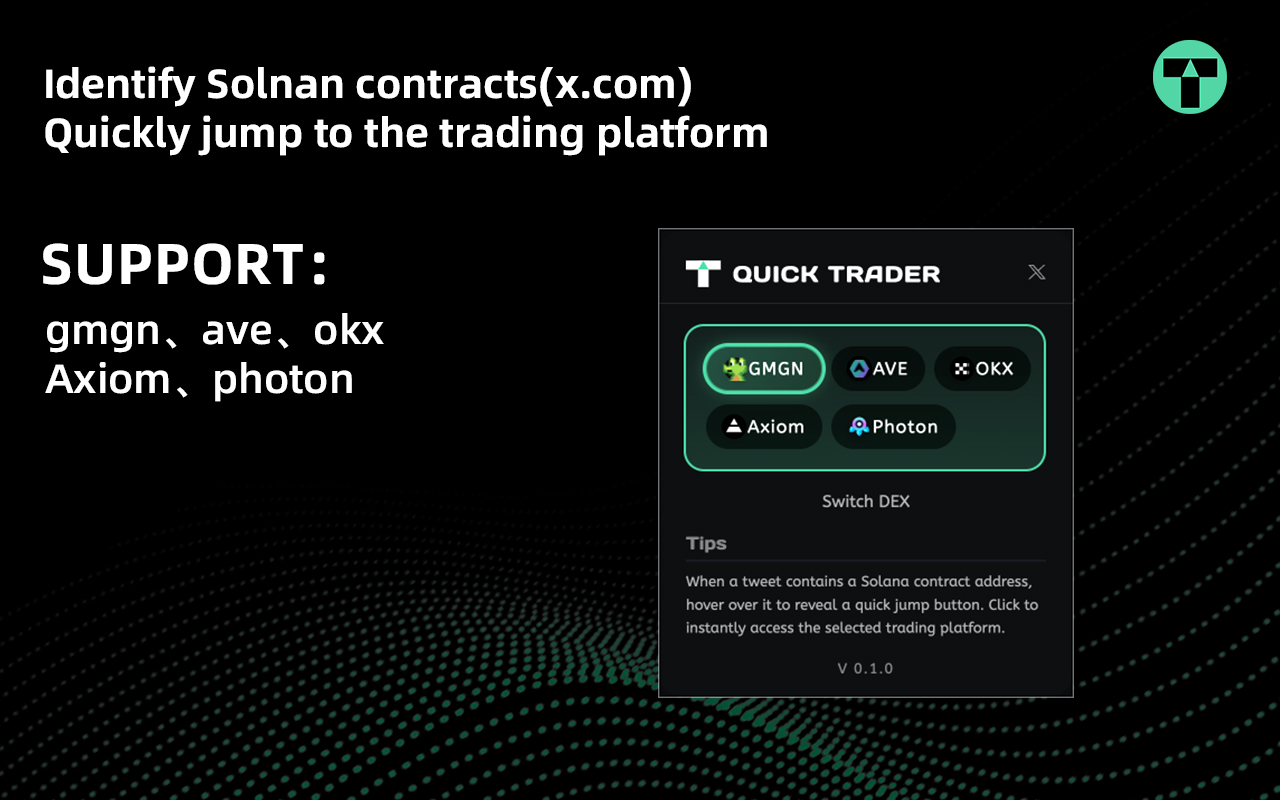 Identify Solnan contracts(x.com)
Quickly jump to the trading platform
SUPPORT：
gmgn、ave、okx
Axiom、photon
QUICK TRADER
GMGN
AVE
OKX
Axiom
Photon
Switch DEX
Tips
When a tweet contains a Solana contract address,
hover over it to reveal a quick jump button. Click to
instantly access the selected trading platform.
V 0.1.0